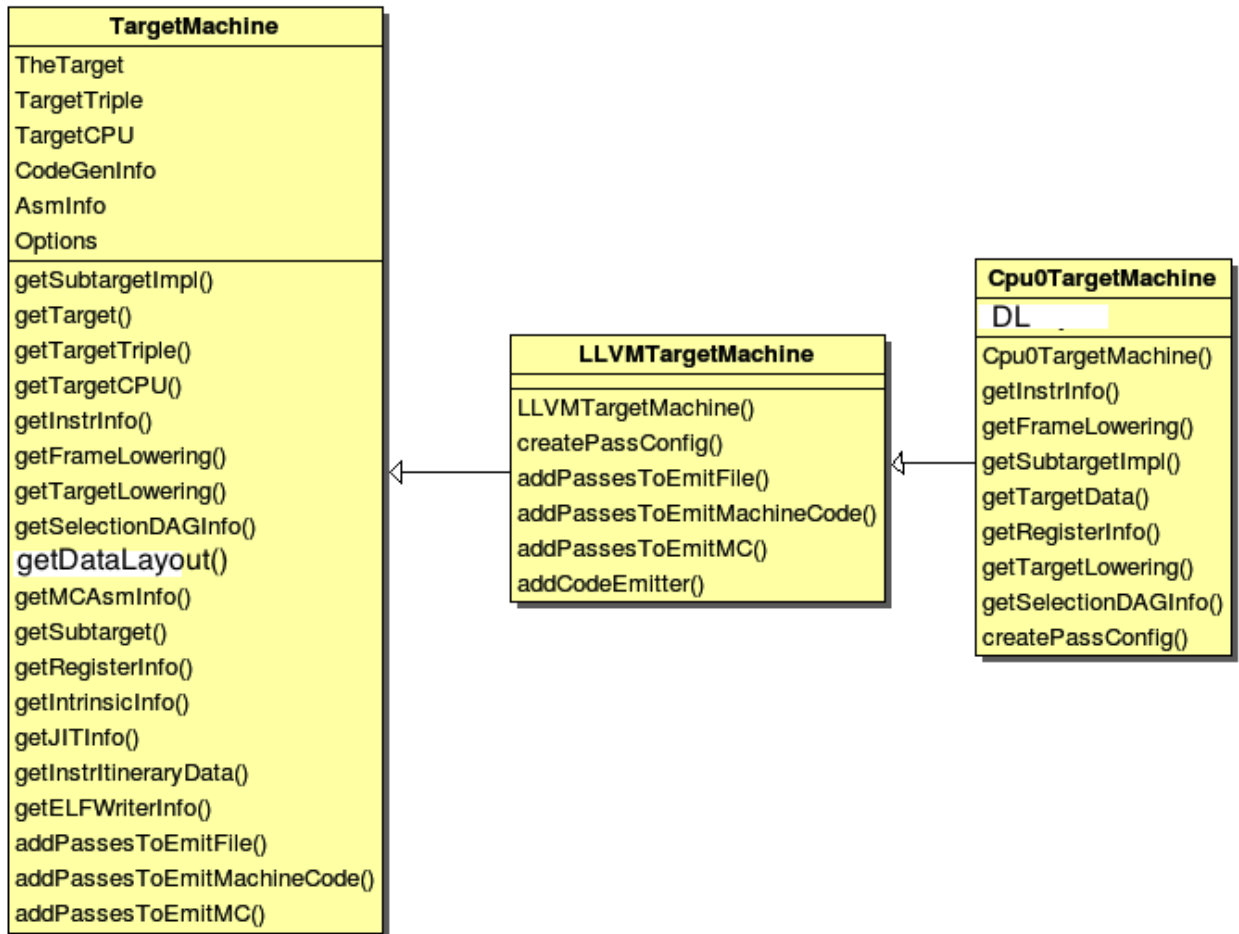 TargetMachine
TheTarget
TargetTriple
TargetCPU
CodeGenInfo
AsmInfo
Options
getSubtargetImpl()
getTarget()
getTargetTriple()
getTargetCPU()
getInstrInfo()
getFrameLowering()
getTargetLowering()
getSelectionDAGInfo()
getDataLayout()
getMCAsmInfo()
getSubtarget()
getRegisterInfo()
getIntrinsicInfo()
getJITInfo()
getInstrItineraryData()
getELFWriterInfo()
addPassesToEmitFile()
addPassesToEmitMachineCode()
addPassesToEmitMC()
LLVMTargetMachine
LLVMTargetMachine()
createPassConfig()
addPassesToEmitFile()
addPassesToEmitMachineCode()
addPassesToEmitMC()
addCodeEmitter()
Cpu0TargetMachine
DL
Cpu0TargetMachine()
getInstrInfo()
getFrameLowering()
getSubtargetImpl()
getTargetData()
getRegisterInfo()
getTargetLowering()
getSelectionDAGInfo()
createPassConfig()